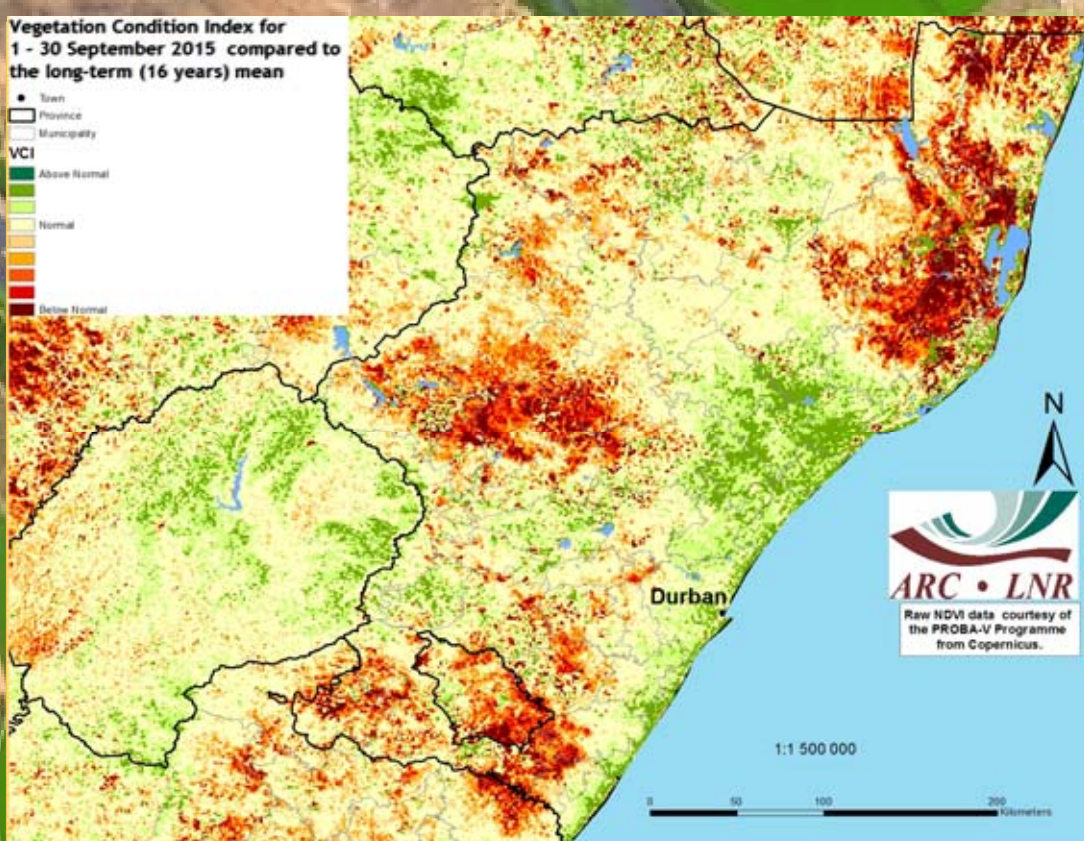 Vegetation Condition Index for
1 - 30 September 2015 compared to
the long-term (16 years) mean
Town
Province
Municipality
VCI
Above Normal
Normal
Below Normal
N
ARC • LNR
Raw NDVI data courtesy of
the PROBA-V Programme
from Copernicus.
Durban
1:1 500 000
0 50 100 200
Kilometers